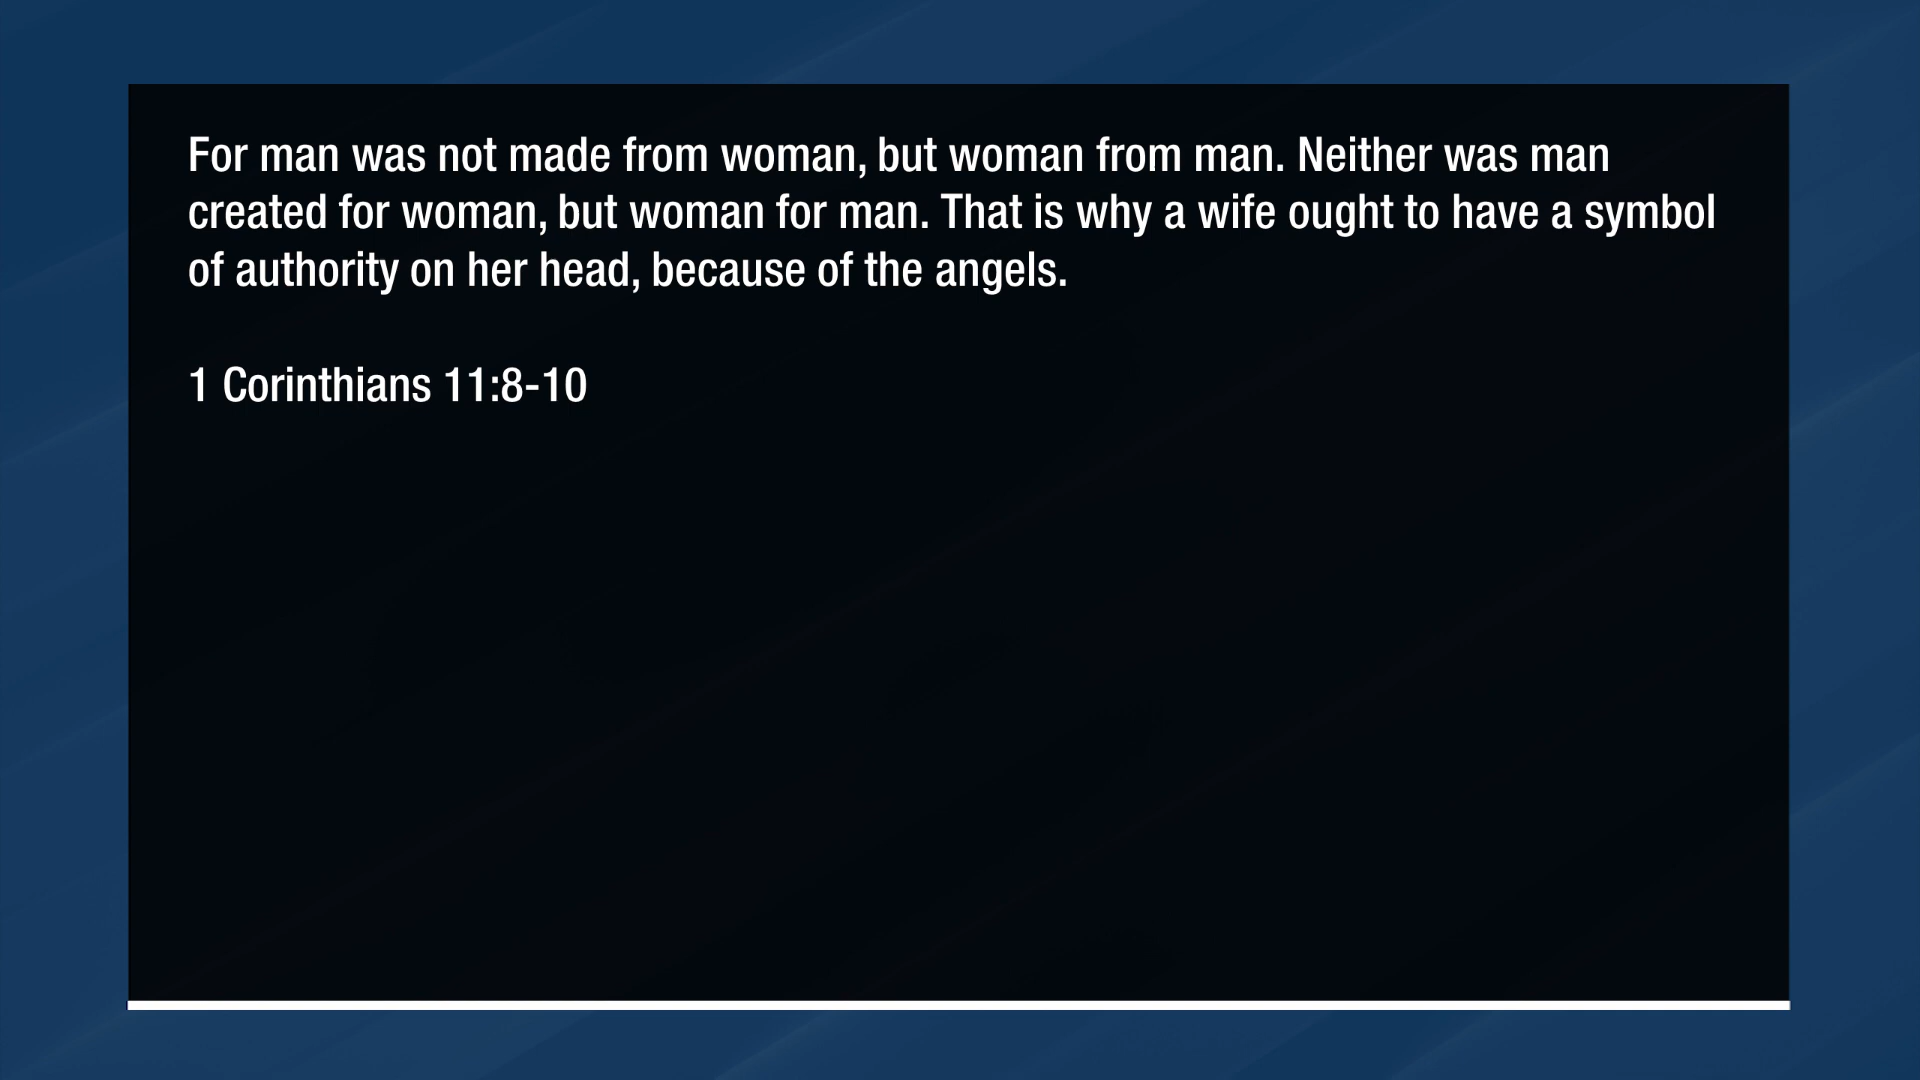 For man was not made from woman, but woman from man. Neither was man
created for woman, but woman for man. That is why a wife ought to have a symbol
of authority on her head, because of the angels.
1 Corinthians 11:8-10